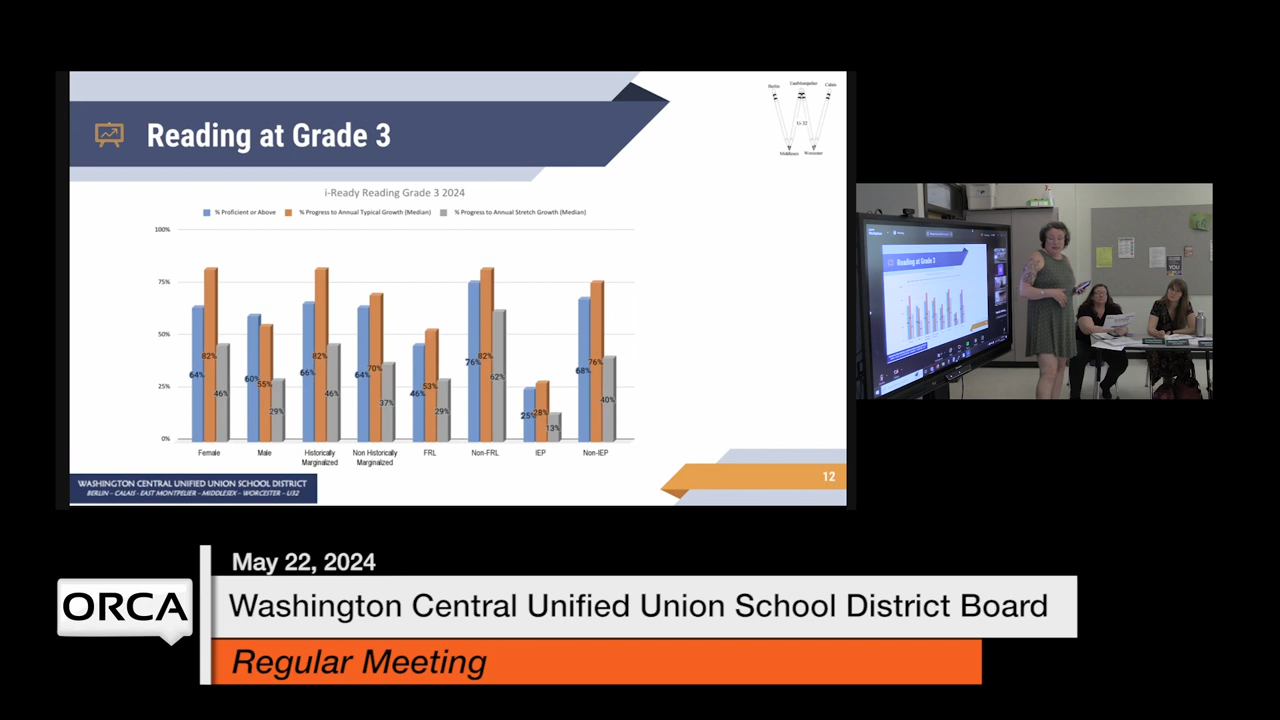 Reading at Grade 3
Berlin
East Montpelier
Calais
U-32
Middlesex
Worcester
i-Ready Reading Grade 3 2024
% Proficient or Above
% Progress to Annual Typical Growth (Median)
% Progress to Annual Stretch Growth (Median)
100%
75%
50%
25%
0%
64% 82% 46%
60% 55% 29%
66% 82% 46%
64% 70% 37%
46% 53% 29%
76% 82% 62%
25% 28% 13%
68% 76% 40%
Female
Male
Historically
Marginalized
Non Historically
Marginalized
FRL
Non-FRL
IEP
Non-IEP
WASHINGTON CENTRAL UNIFIED UNION SCHOOL DISTRICT
BERLIN - CALAIS - EAST MONTPELIER – MIDDLESEX – WORCESTER - U32
12
Reading at Grade 3
YOU
May 22, 2024
ORCA
Washington Central Unified Union School District Board
Regular Meeting